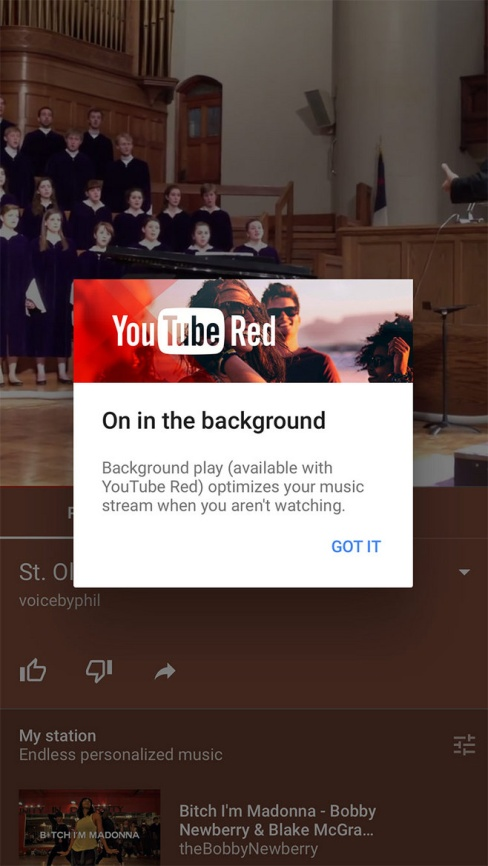 YouTube Red
On in the background
Background play (available with
YouTube Red) optimizes your music
stream when you aren't watching.
GOT IT
St. Ol
voicebyphil
My station
Endless personalized music
B*TCH I'M MADONNA
Bitch I'm Madonna - Bobby
Newberry & Blake McGra...
theBobbyNewberry